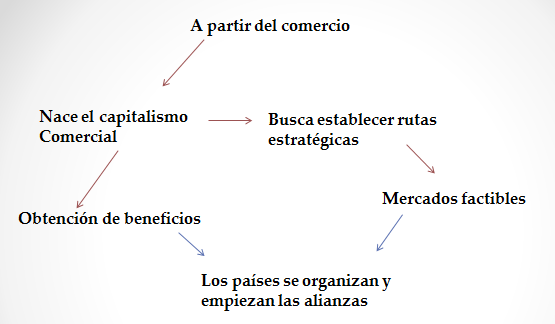 A partir del comercio
Nace el capitalismo
Comercial
Busca establecer rutas
estratégicas
Obtención de beneficios
Mercados factibles
Los países se organizan y
empiezan las alianzas